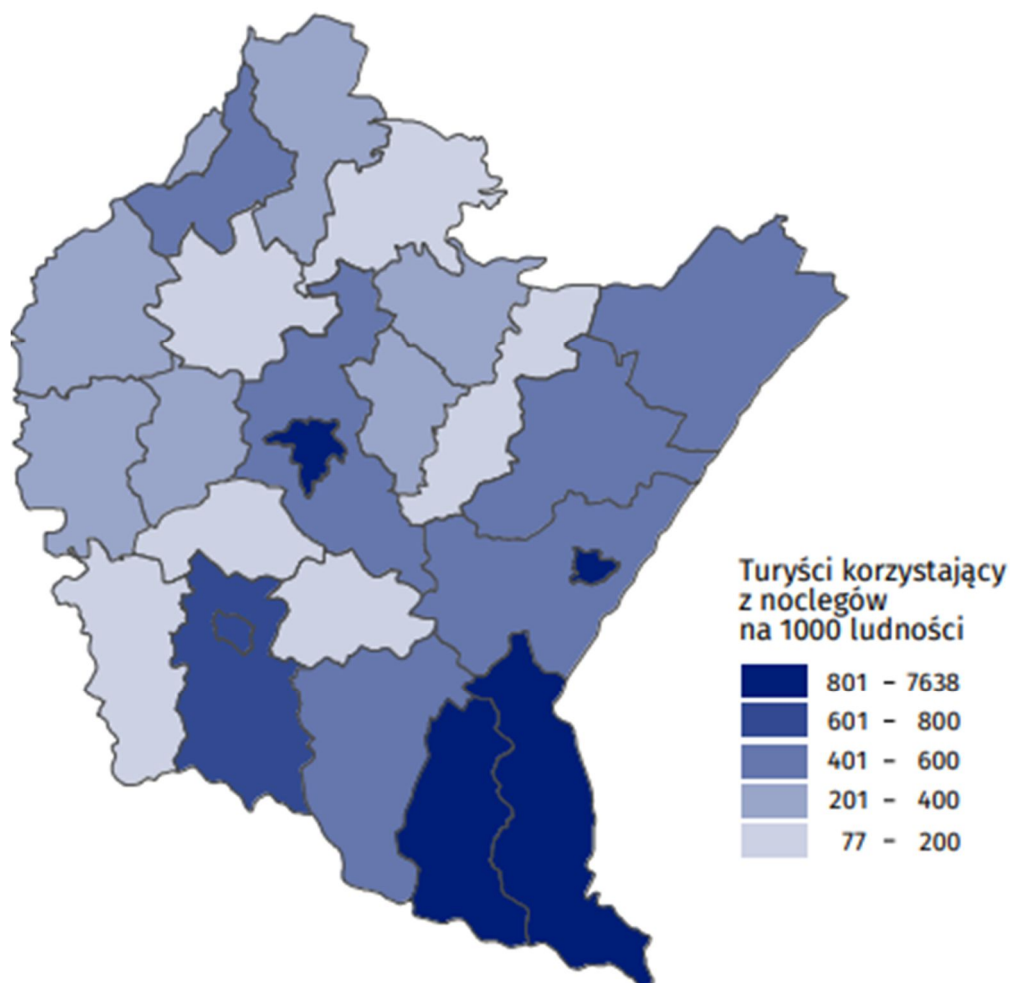 Turyści korzystający
z noclegów
na 1000 ludności
801 – 7638
601 – 800
401 – 600
201 – 400
77 – 200